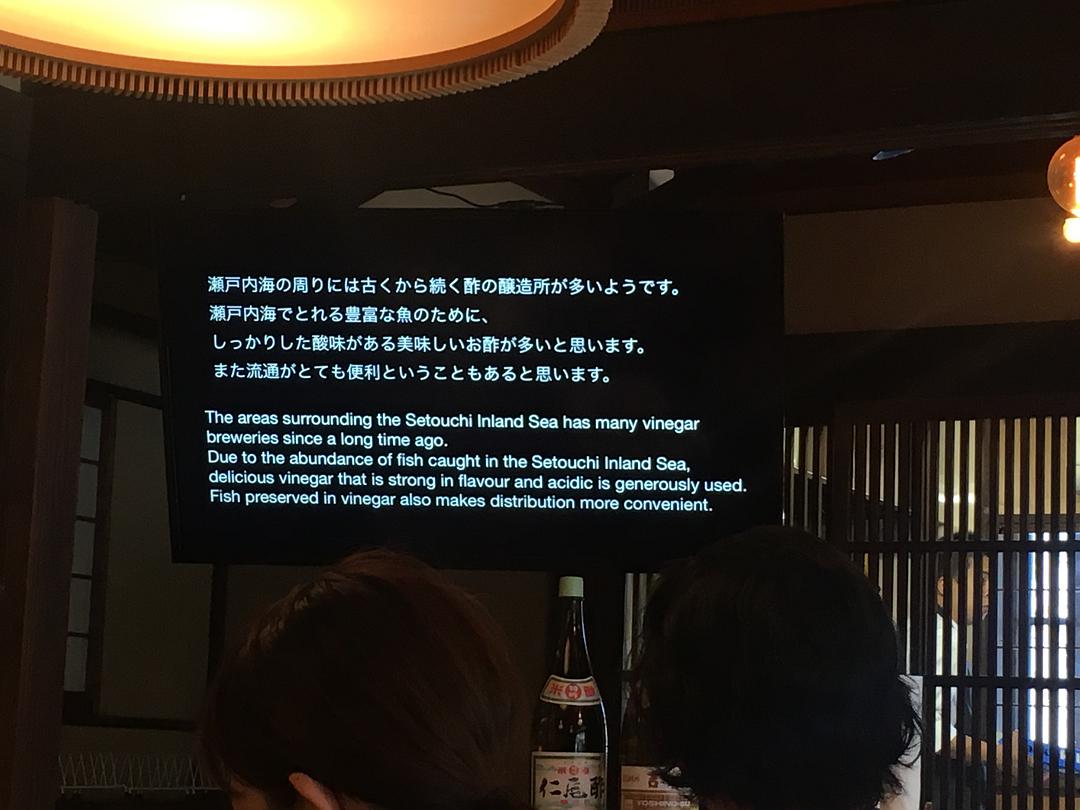 瀬戸内海の周りには古くから続く酢の醸造所が多いようです。
瀬戸内海でとれる豊富な魚のために、
しっかりした酸味がある美味しいお酢が多いと思います。
また流通がとても便利ということもあると思います。
The areas surrounding the Setouchi Inland Sea has many vinegar
breweries since a long time ago.
Due to the abundance of fish caught in the Setouchi Inland Sea,
delicious vinegar that is strong in flavour and acidic is generously used.
Fish preserved in vinegar also makes distribution more convenient.
仁尾酢